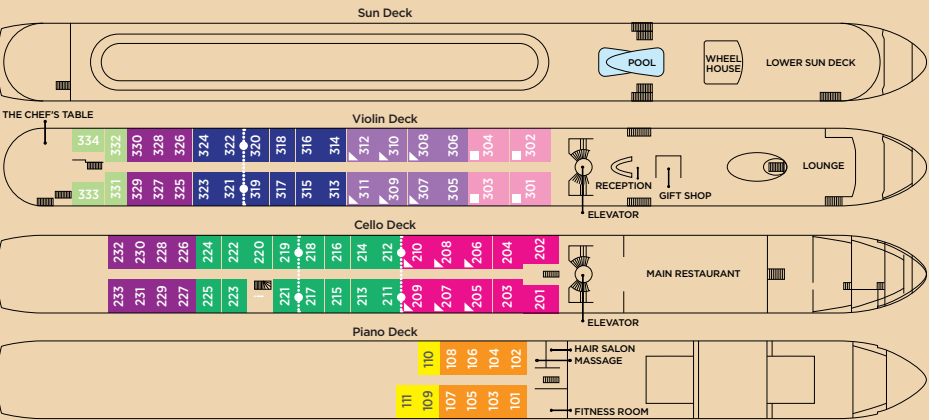 Sun Deck
POOL
WHEEL
HOUSE
LOWER SUN DECK
THE CHEF'S TABLE
Violin Deck
334 332 330 328 326 324 322 320 318 316 314 312 310 308 306 304 302
333 331 329 327 325 323 321 319 317 315 313 311 309 307 305 303 301
RECEPTION
GIFT SHOP
LOUNGE
ELEVATOR
Cello Deck
232 230 228 226 224 222 220 219 218 216 214 212 210 208 206 204 202
233 231 229 227 225 223 221 217 215 213 211 209 207 205 203 201
MAIN RESTAURANT
ELEVATOR
Piano Deck
110 108 106 104 102
111 109 107 105 103 101
HAIR SALON
MASSAGE
FITNESS ROOM